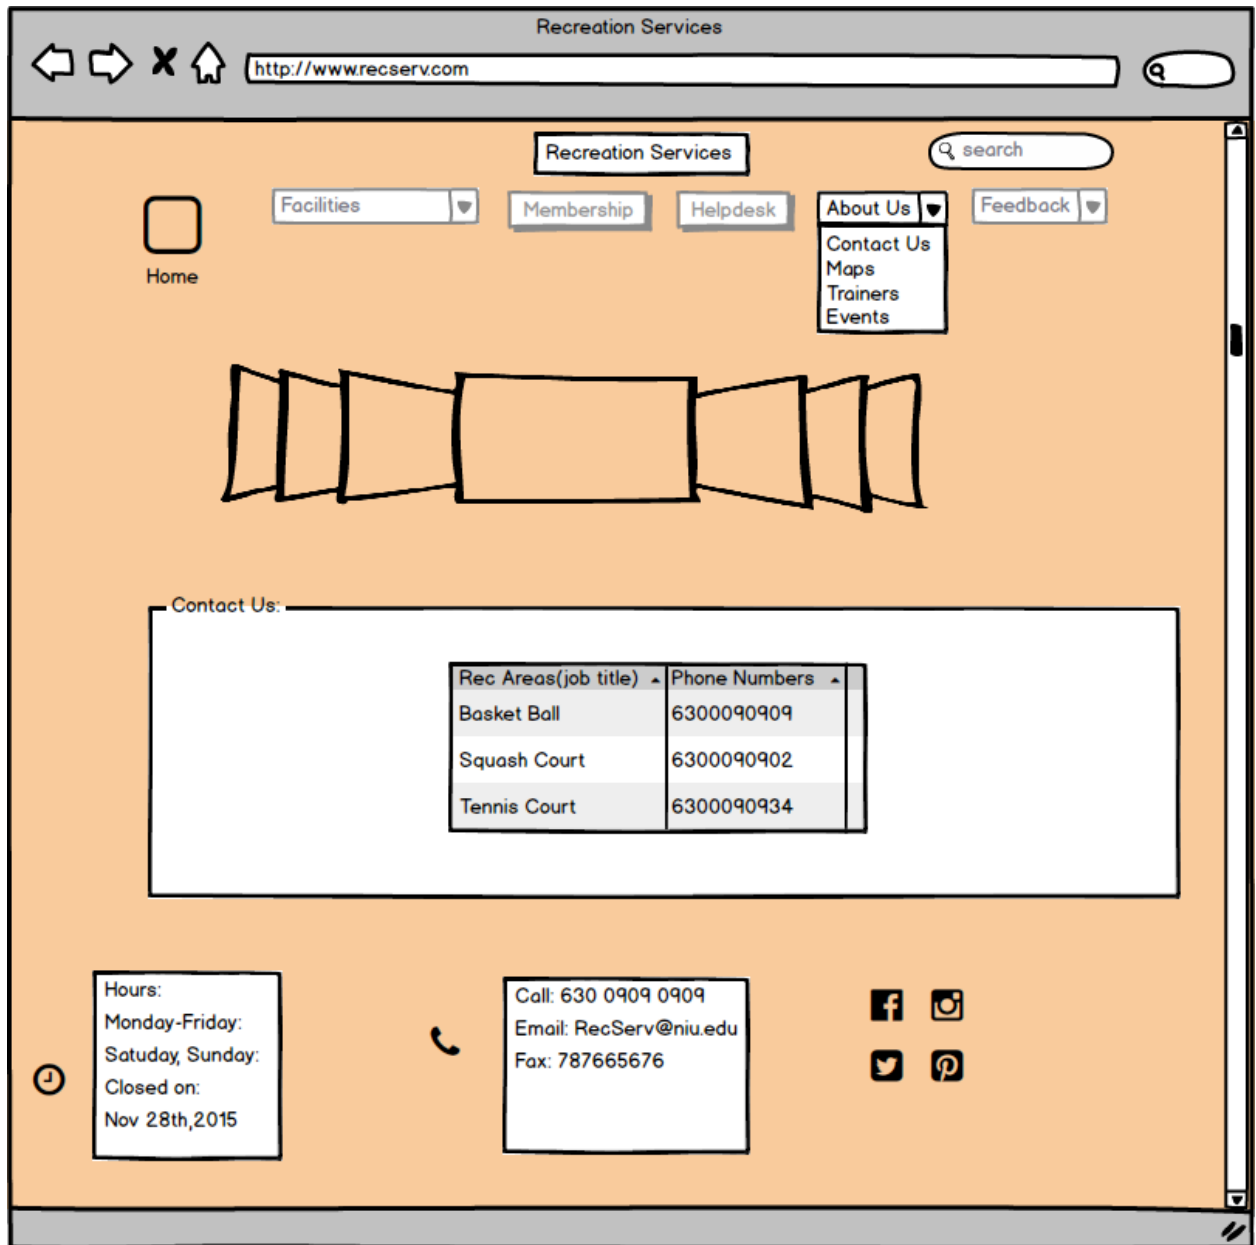 Recreation Services
http://www.recserv.com
Recreation Services
search
Facilities
Membership
Helpdesk
About Us
Feedback
Contact Us
Maps
Trainers
Events
Home
Contact Us:
Rec Areas(job title) Phone Numbers
Basket Ball 6300090909
Squash Court 6300090902
Tennis Court 6300090934
Hours:
Monday-Friday:
Satuday, Sunday:
Closed on:
Nov 28th,2015
Call: 630 0909 0909
Email: RecServ@niu.edu
Fax: 787665676